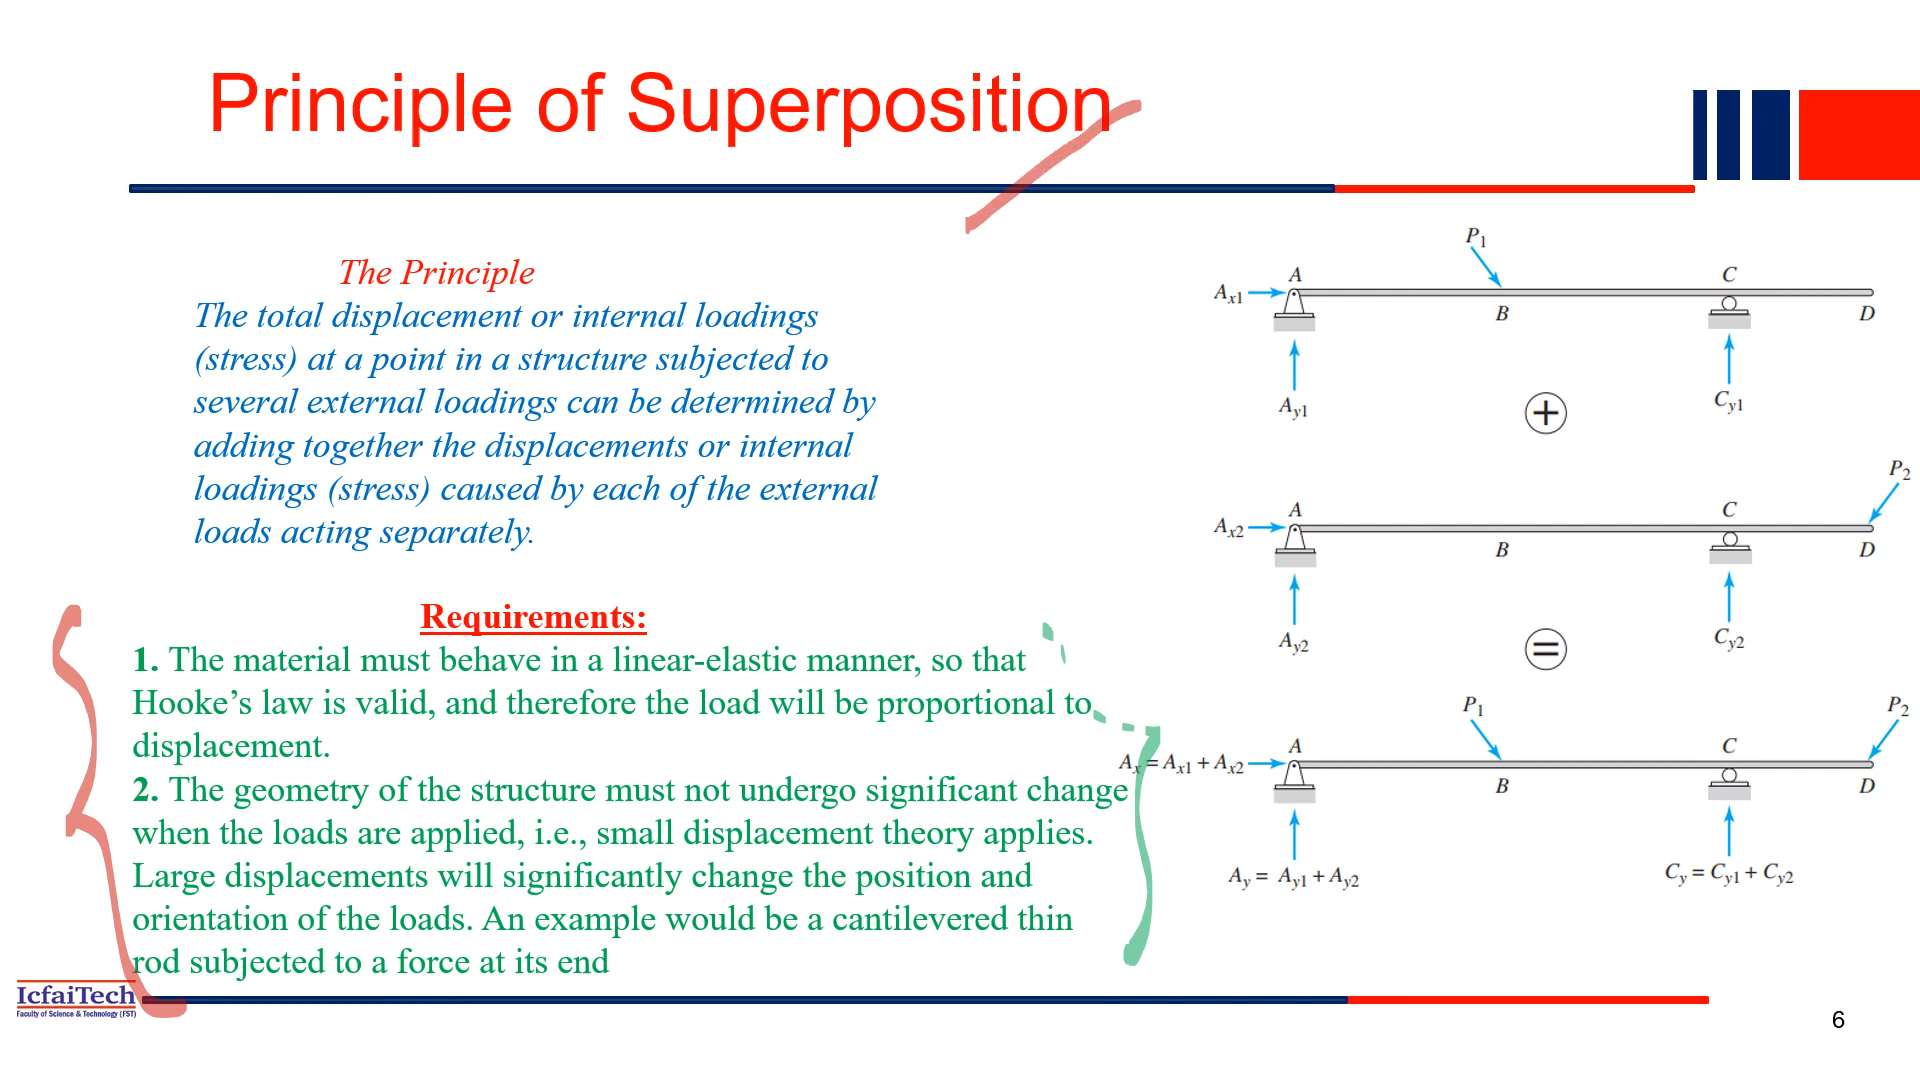 Principle of Superposition
The Principle
The total displacement or internal loadings
(stress) at a point in a structure subjected to
several external loadings can be determined by
adding together the displacements or internal
loadings (stress) caused by each of the external
loads acting separately.
Requirements:
1. The material must behave in a linear-elastic manner, so that
Hooke’s law is valid, and therefore the load will be proportional to
displacement.
2. The geometry of the structure must not undergo significant change
when the loads are applied, i.e., small displacement theory applies.
Large displacements will significantly change the position and
orientation of the loads. An example would be a cantilevered thin
rod subjected to a force at its end
P1
A
C
Ax1
B
D
Ay1
Cy1
+
P2
A
C
Ax2
B
D
Ay2
Cy2
=
P1
P2
A
C
Ax = Ax1 + Ax2
B
D
Ay = Ay1 + Ay2
Cy = Cy1 + Cy2
IcfaiTech
Faculty of Science & Technology (FST)
6